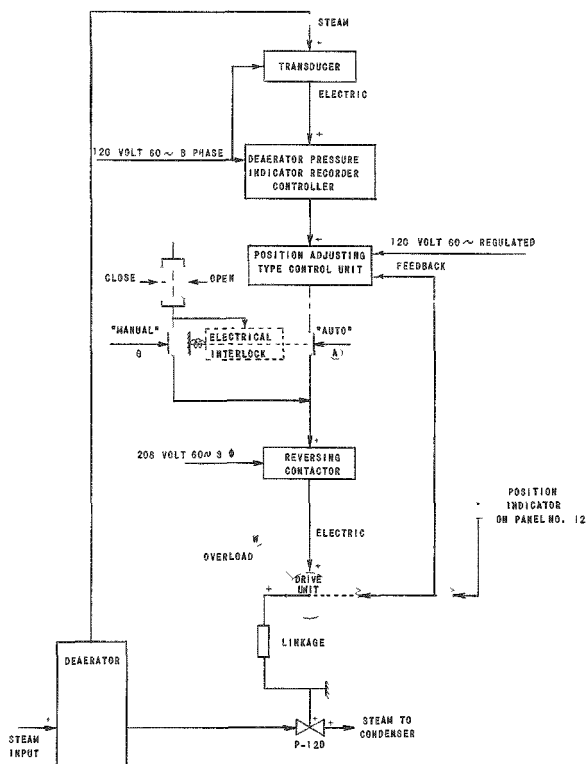 STEAM
TRANSDUCER
ELECTRIC
120 VOLT 60~ B PHASE
DEAERATOR PRESSURE
INDICATOR RECORDER
CONTROLLER
POSITION ADJUSTING
TYPE CONTROL UNIT
120 VOLT 60~ REGULATED
FEEDBACK
CLOSE
OPEN
"MANUAL"
G
ELECTRICAL
INTERLOCK
"AUTO"
A
208 VOLT 60~ 3 Φ
REVERSING
CONTACTOR
POSITION
INDICATOR
ON PANEL NO. 12
ELECTRIC
W
OVERLOAD
DRIVE
UNIT
LINKAGE
DEAERATOR
STEAM
INPUT
P-120
STEAM TO
CONDENSER